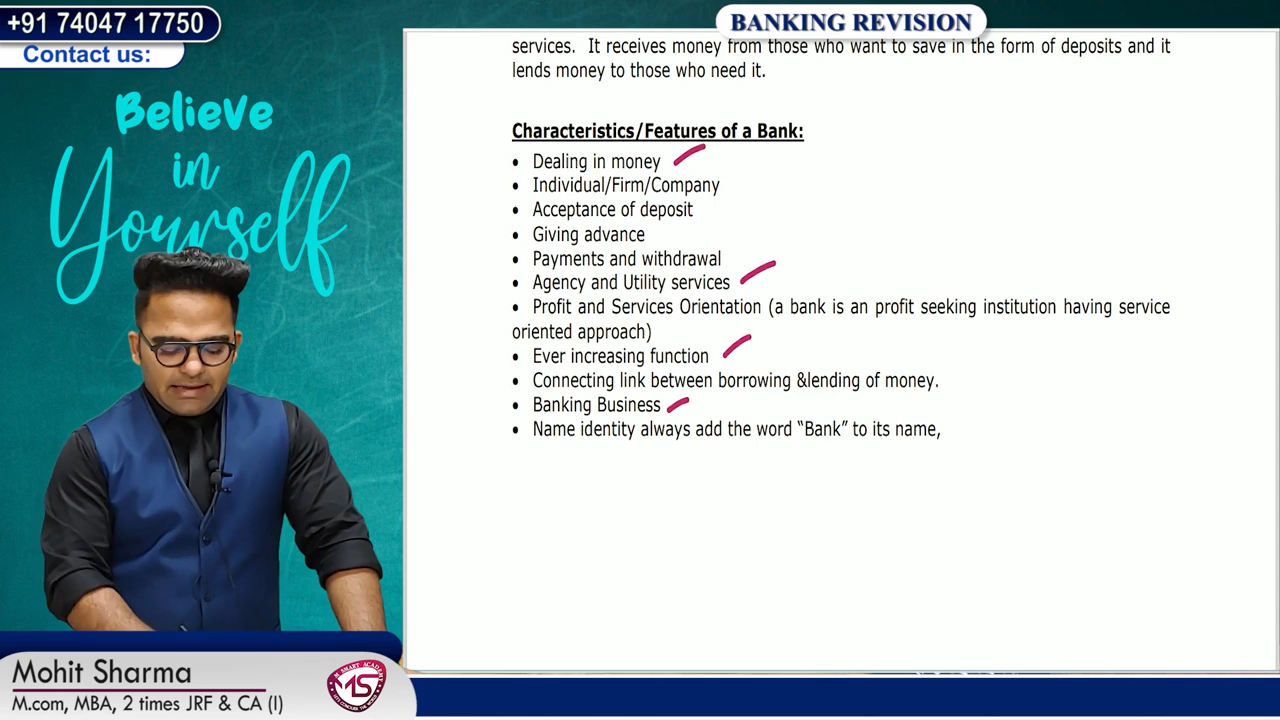 +91 74047 17750
Contact us:
BANKING REVISION
Believe
in
Yourself
services. It receives money from those who want to save in the form of deposits and it
lends money to those who need it.
Characteristics/Features of a Bank:
• Dealing in money
• Individual/Firm/Company
• Acceptance of deposit
• Giving advance
• Payments and withdrawal
• Agency and Utility services
• Profit and Services Orientation (a bank is an profit seeking institution having service
oriented approach)
• Ever increasing function
• Connecting link between borrowing &lending of money.
• Banking Business
• Name identity always add the word “Bank” to its name,
Mohit Sharma
M.com, MBA, 2 times JRF & CA (I)
MS